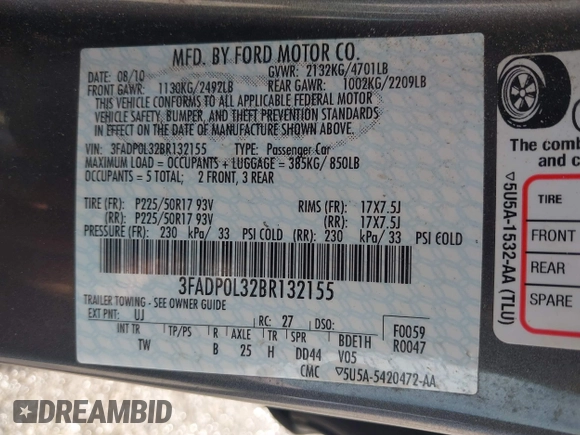 MFD. BY FORD MOTOR CO.
DATE: 08/10 GVWR: 2132KG/4701LB
FRONT GAWR: 1130KG/2492LB REAR GAWR: 1002KG/2209LB
THIS VEHICLE CONFORMS TO ALL APPLICABLE FEDERAL MOTOR
VEHICLE SAFETY, BUMPER, AND THEFT PREVENTION STANDARDS
IN EFFECT ON THE DATE OF MANUFACTURE SHOWN ABOVE.
VIN: 3FADP0L32BR132155 TYPE: Passenger Car
MAXIMUM LOAD = OCCUPANTS + LUGGAGE = 385KG/ 850LB
OCCUPANTS = 5 TOTAL; 2 FRONT, 3 REAR
TIRE (FR): P225/50R17 93V RIMS (FR): 17X7.5J
(RR): P225/50R17 93V (RR): 17X7.5J
PRESSURE (FR): 230 kPa/ 33 PSI COLD (RR): 230 kPa/ 33 PSI COLD
3FADP0L32BR132155
TRAILER TOWING - SEE OWNER GUIDE
EXT PNT: UJ RC: 27 DSO: F0059
INT TR TP/PS R AXLE TR SPR BDE1H R0047
TW B 25 H DD44 V05
CMC ▽5U5A-5420472-AA
The comb
and c
TIRE
FRONT
REAR
SPARE
▽5U5A-1532-AA (TLU)
DREAMBID